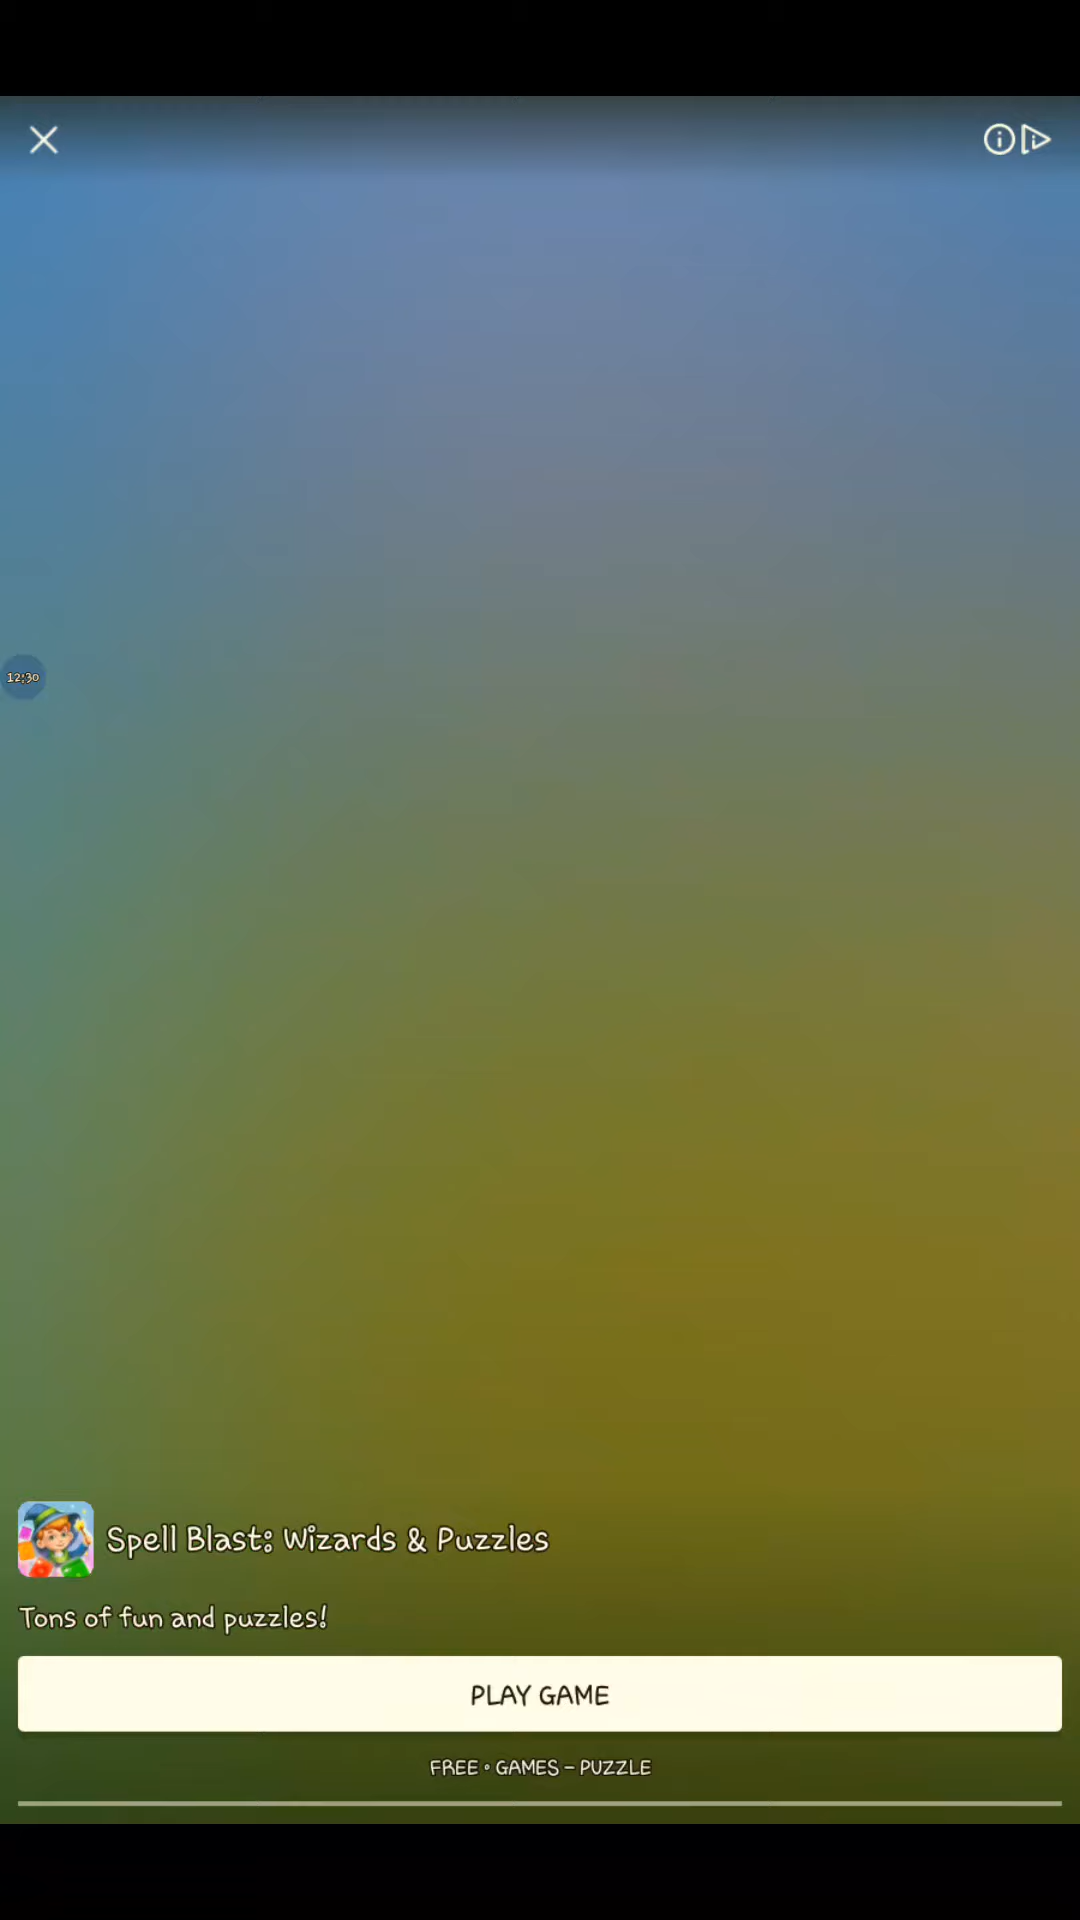 12:30
Spell Blast: Wizards & Puzzles
Tons of fun and puzzles!
PLAY GAME
FREE • GAMES - PUZZLE